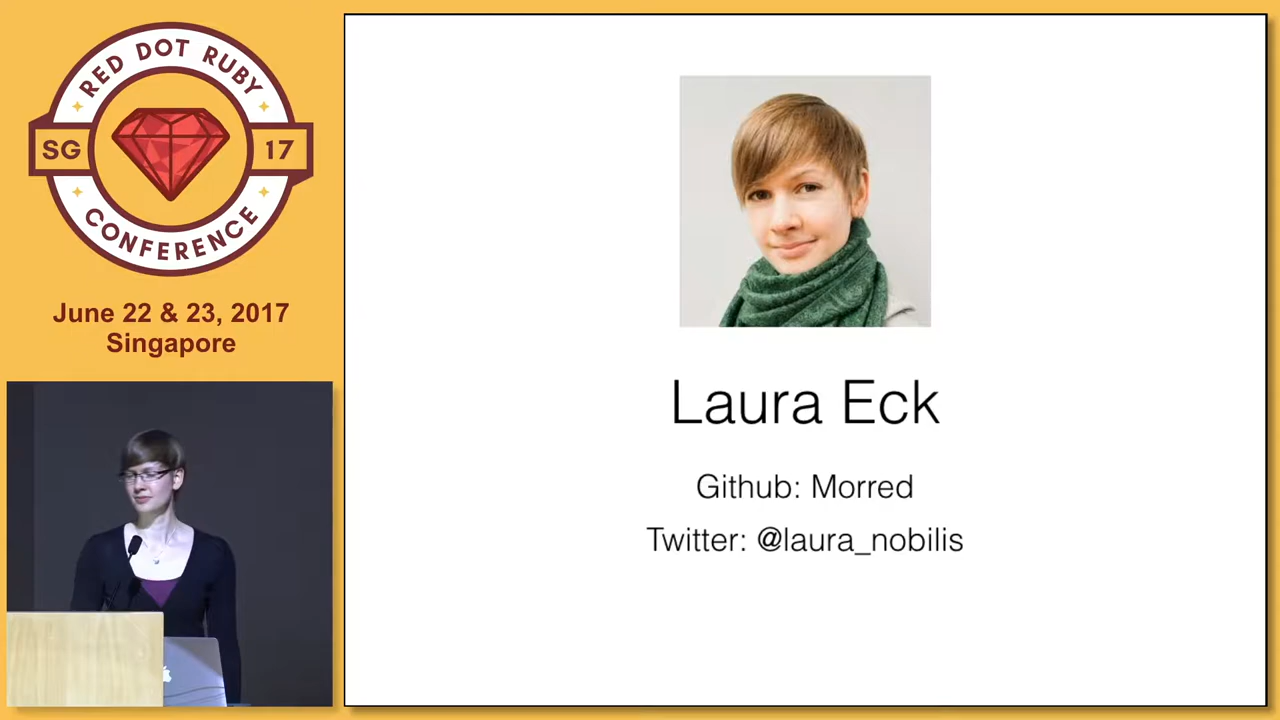 RED DOT RUBY
SG 17
CONFERENCE
June 22 & 23, 2017
Singapore
Laura Eck
Github: Morred
Twitter: @laura_nobilis